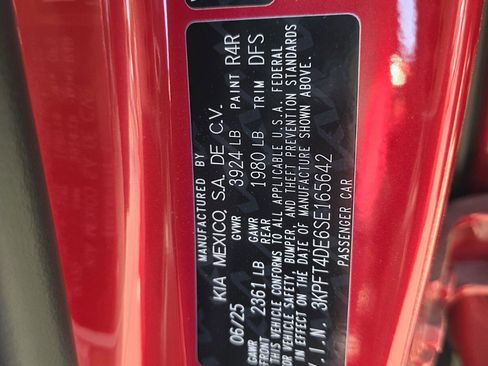 MANUFACTURED BY
KIA MEXICO, S.A. DE C.V.
06/25 GVWR 3924 LB PAINT R4R
GAWR FRONT 2361 LB GAWR REAR 1980 LB TRIM DFS
THIS VEHICLE CONFORMS TO ALL APPLICABLE U.S.A. FEDERAL
MOTOR VEHICLE SAFETY, BUMPER, AND THEFT PREVENTION STANDARDS
IN EFFECT ON THE DATE OF MANUFACTURE SHOWN ABOVE.
V.I.N. 3KPFT4DE6SE165642
PASSENGER CAR